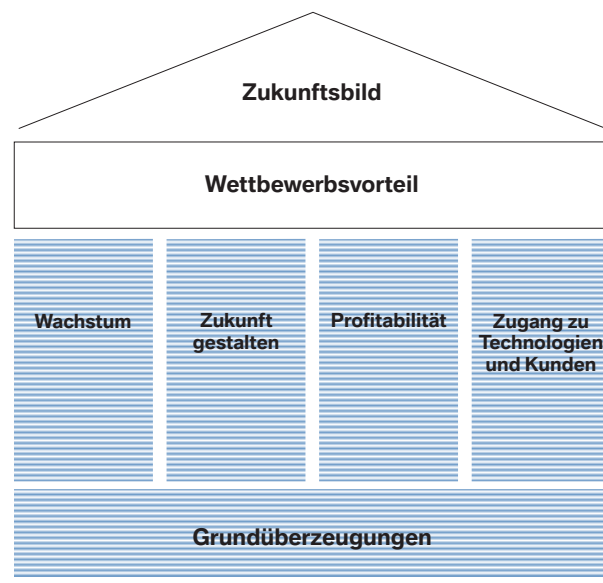 Zukunftsbild
Wettbewerbsvorteil
Wachstum
Zukunft
gestalten
Profitabilität
Zugang zu
Technologien
und Kunden
Grundüberzeugungen